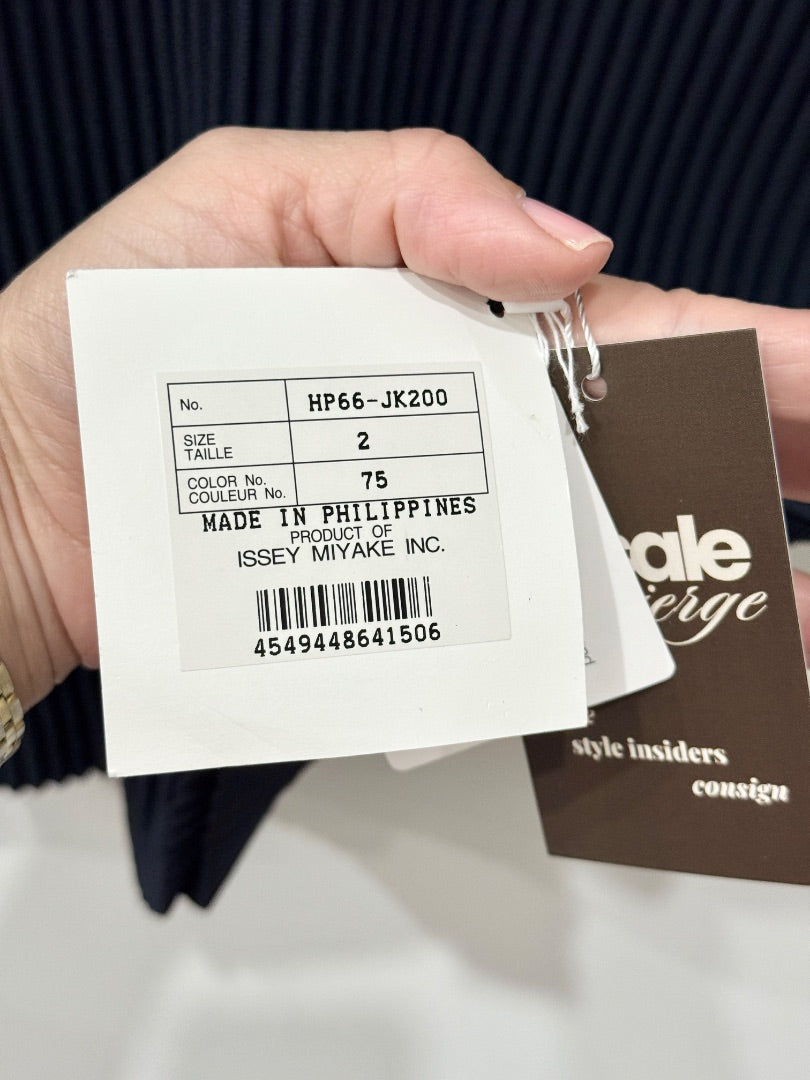 No. HP66-JK200
SIZE 2
TAILLE
COLOR No. 75
COULEUR No.
MADE IN PHILIPPINES
PRODUCT OF
ISSEY MIYAKE INC.
4549448641506
ale
ierge
style insiders
consign